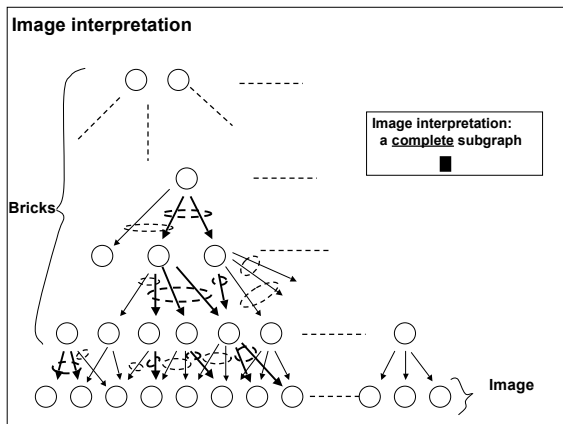 Image interpretation
Image interpretation:
a complete subgraph
Bricks
Image